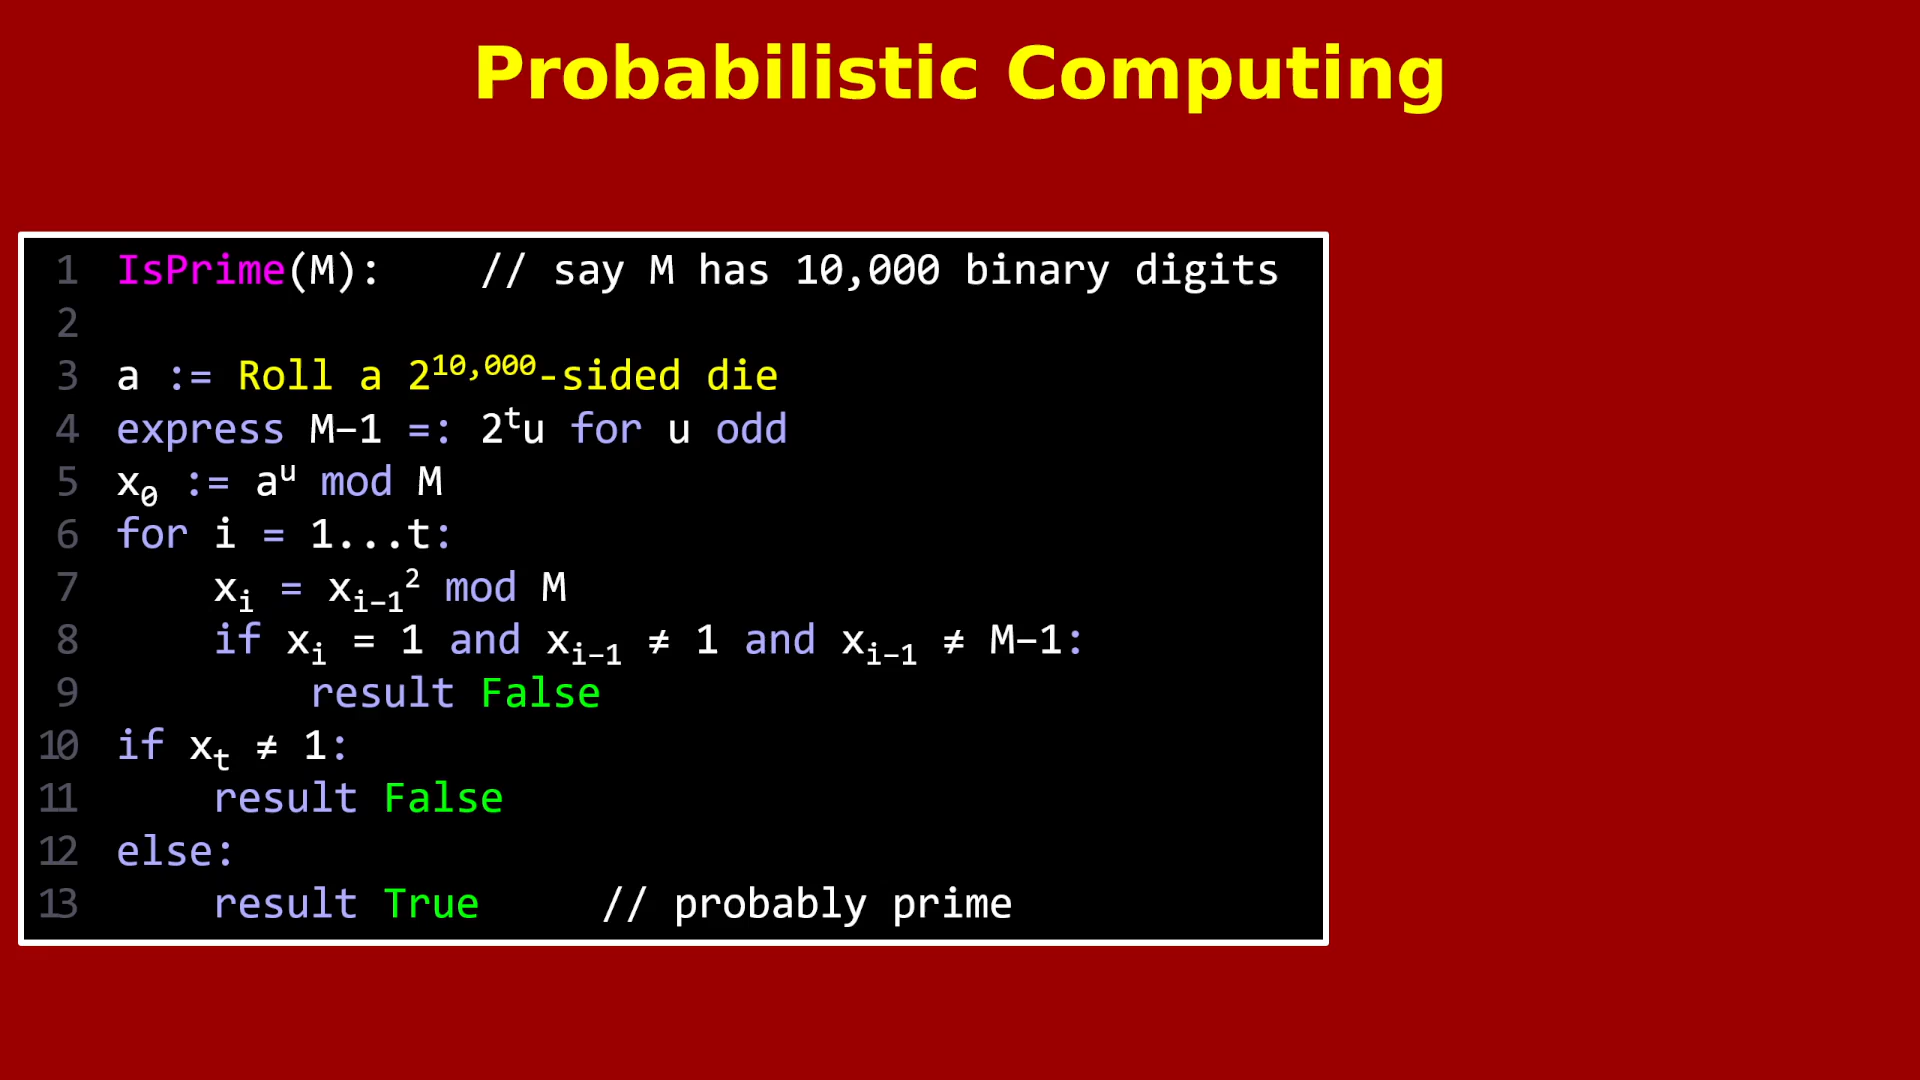 Probabilistic Computing
1 IsPrime(M): // say M has 10,000 binary digits
2
3 a := Roll a 2¹⁰,⁰⁰⁰-sided die
4 express M−1 =: 2ᵗu for u odd
5 x₀ := aᵘ mod M
6 for i = 1...t:
7 xᵢ = xᵢ₋₁² mod M
8 if xᵢ = 1 and xᵢ₋₁ ≠ 1 and xᵢ₋₁ ≠ M−1:
9 result False
10 if xₜ ≠ 1:
11 result False
12 else:
13 result True // probably prime